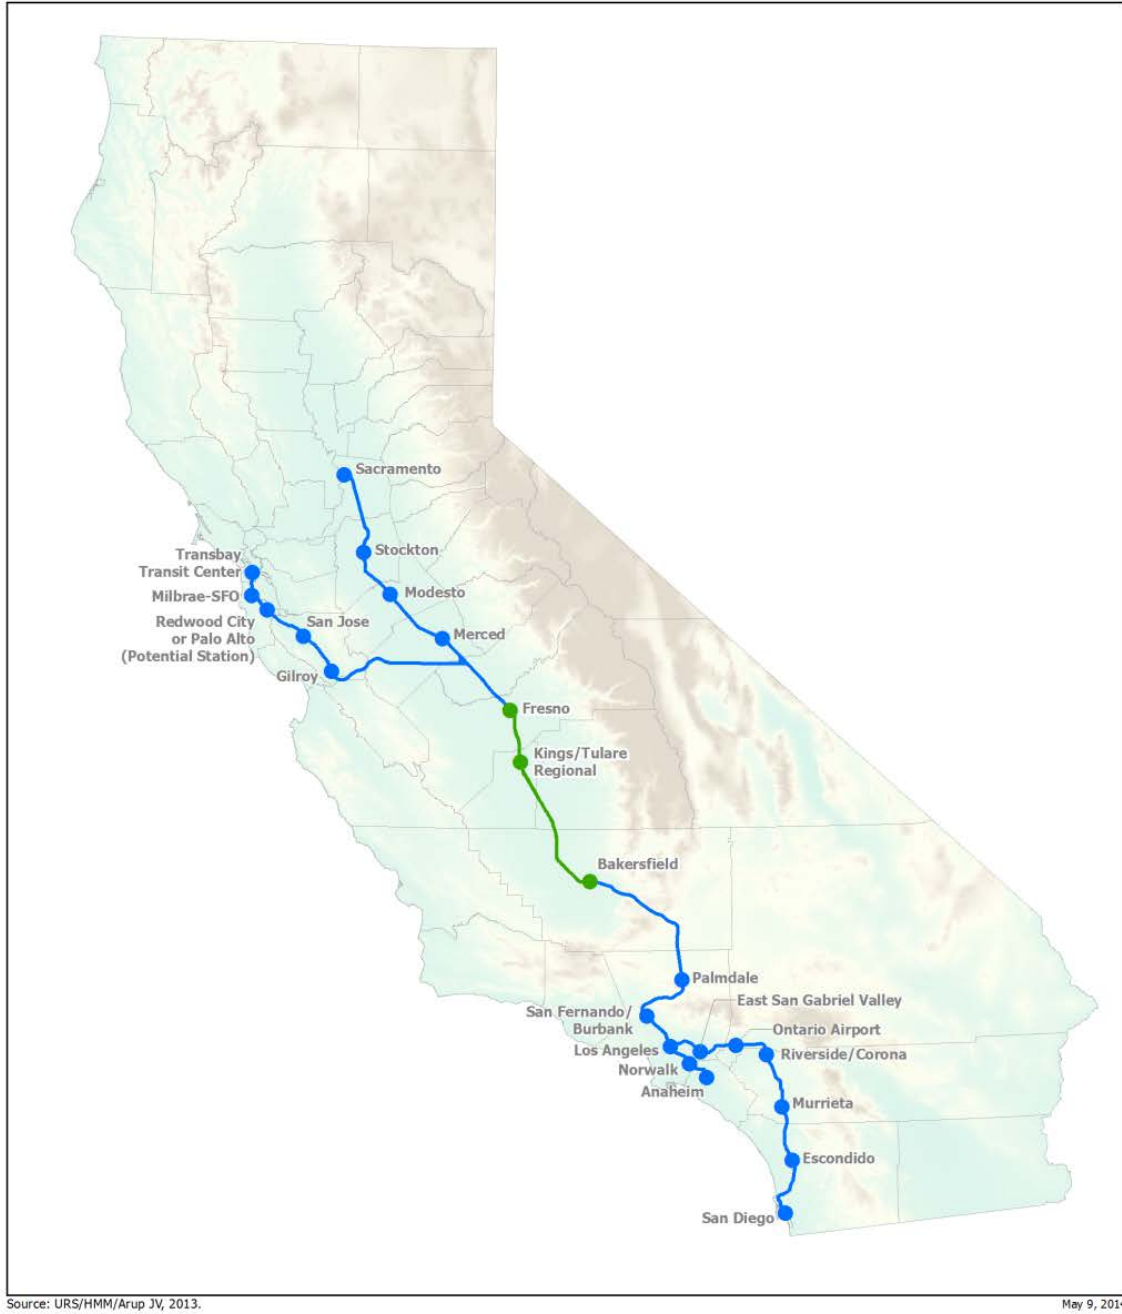 Sacramento
Stockton
Transbay
Transit Center
Modesto
Milbrae-SFO
Redwood City
or Palo Alto
(Potential Station)
San Jose
Merced
Gilroy
Fresno
Kings/Tulare
Regional
Bakersfield
Palmdale
East San Gabriel Valley
San Fernando/
Burbank
Ontario Airport
Los Angeles
Riverside/Corona
Norwalk
Anaheim
Murrieta
Escondido
San Diego
Source: URS/HMM/Arup JV, 2013.
May 9, 2014